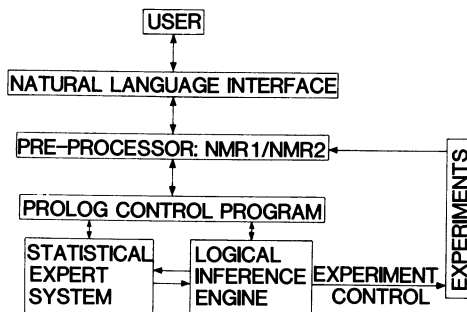 USER
NATURAL LANGUAGE INTERFACE
PRE-PROCESSOR: NMR1/NMR2
PROLOG CONTROL PROGRAM
STATISTICAL
EXPERT
SYSTEM
LOGICAL
INFERENCE
ENGINE
EXPERIMENT
CONTROL
EXPERIMENTS